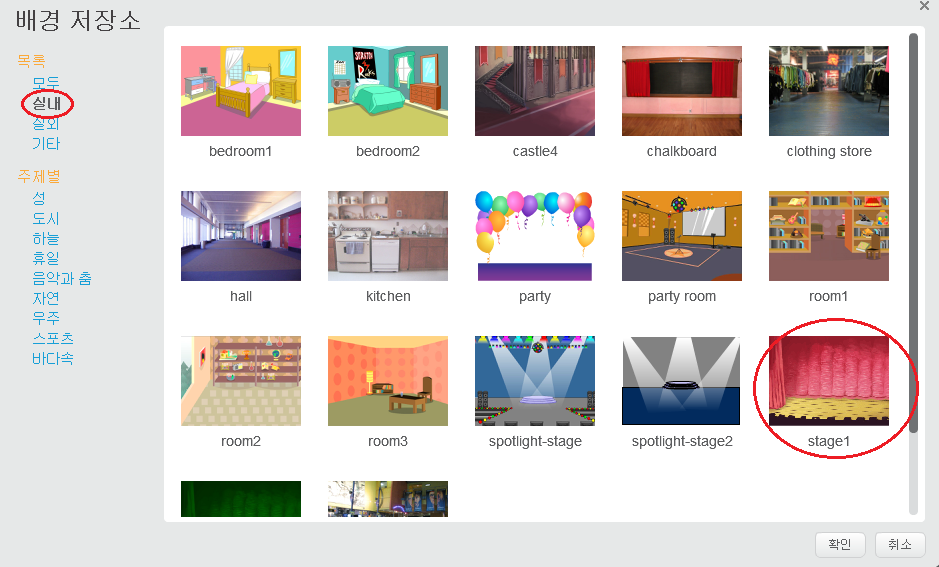 배경 저장소
목록
모두
실내
실외
기타
주제별
성
도시
하늘
휴일
음악과 춤
자연
우주
스포츠
바다속
bedroom1
bedroom2
castle4
chalkboard
clothing store
hall
kitchen
party
party room
room1
room2
room3
spotlight-stage
spotlight-stage2
stage1
확인
취소